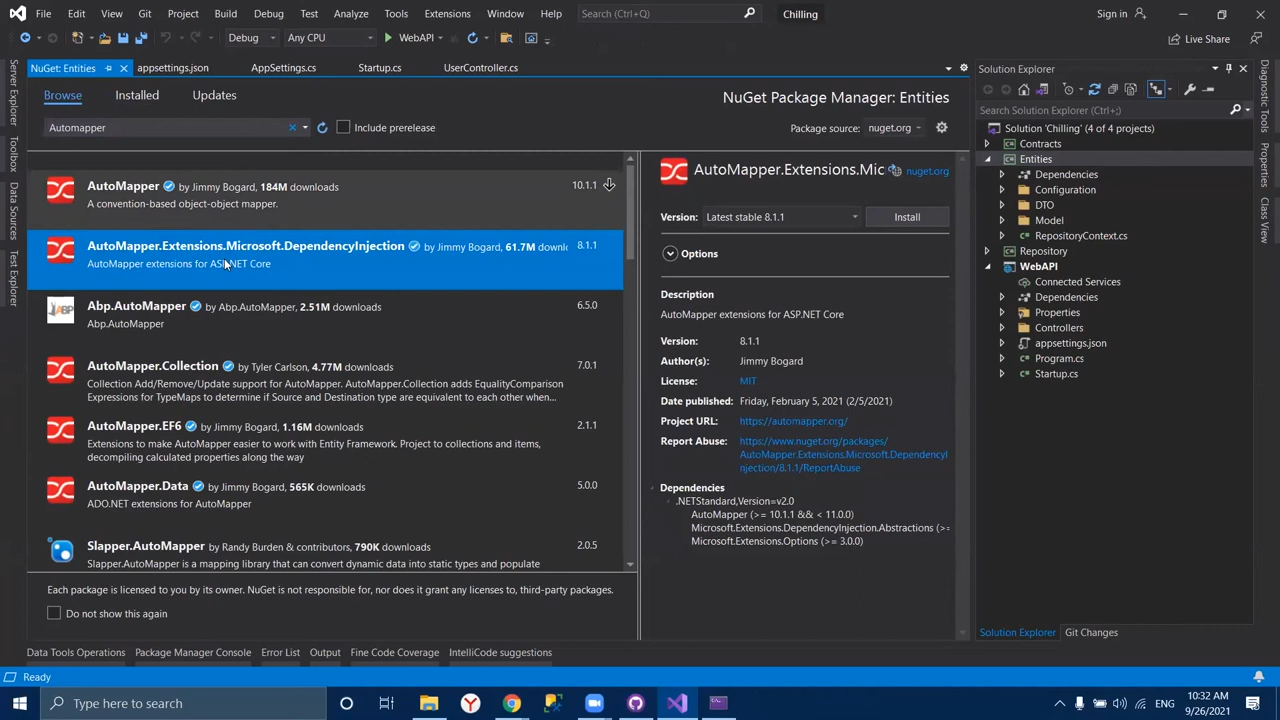 File Edit View Git Project Build Debug Test Analyze Tools Extensions Window Help Search (Ctrl+Q) Chilling Sign in
Debug Any CPU WebAPI Live Share
NuGet: Entities appsettings.json AppSettings.cs Startup.cs UserController.cs
Server Explorer
Toolbox
Data Sources
Test Explorer
Browse Installed Updates
NuGet Package Manager: Entities
Automapper Include prerelease Package source: nuget.org
AutoMapper by Jimmy Bogard, 184M downloads 10.1.1
A convention-based object-object mapper.
AutoMapper.Extensions.Microsoft.DependencyInjection by Jimmy Bogard, 61.7M downl 8.1.1
AutoMapper extensions for ASP.NET Core
Abp.AutoMapper by Abp.AutoMapper, 2.51M downloads 6.5.0
Abp.AutoMapper
AutoMapper.Collection by Tyler Carlson, 4.77M downloads 7.0.1
Collection Add/Remove/Update support for AutoMapper. AutoMapper.Collection adds EqualityComparison
Expressions for TypeMaps to determine if Source and Destination type are equivalent to each other when...
AutoMapper.EF6 by Jimmy Bogard, 1.16M downloads 2.1.1
Extensions to make AutoMapper easier to work with Entity Framework. Project to collections and items,
decompiling calculated properties along the way
AutoMapper.Data by Jimmy Bogard, 565K downloads 5.0.0
ADO.NET extensions for AutoMapper
Slapper.AutoMapper by Randy Burden & contributors, 790K downloads 2.0.5
Slapper.AutoMapper is a mapping library that can convert dynamic data into static types and populate
Each package is licensed to you by its owner. NuGet is not responsible for, nor does it grant any licenses to, third-party packages.
Do not show this again
AutoMapper.Extensions.Mic nuget.org
Version: Latest stable 8.1.1 Install
Options
Description
AutoMapper extensions for ASP.NET Core
Version: 8.1.1
Author(s): Jimmy Bogard
License: MIT
Date published: Friday, February 5, 2021 (2/5/2021)
Project URL: https://automapper.org/
Report Abuse: https://www.nuget.org/packages/
AutoMapper.Extensions.Microsoft.DependencyI
njection/8.1.1/ReportAbuse
Dependencies
.NETStandard,Version=v2.0
AutoMapper (>= 10.1.1 && < 11.0.0)
Microsoft.Extensions.DependencyInjection.Abstractions (>=
Microsoft.Extensions.Options (>= 3.0.0)
Solution Explorer
Search Solution Explorer (Ctrl+;)
Solution 'Chilling' (4 of 4 projects)
Contracts
Entities
Dependencies
Configuration
DTO
Model
RepositoryContext.cs
Repository
WebAPI
Connected Services
Dependencies
Properties
Controllers
appsettings.json
Program.cs
Startup.cs
Solution Explorer Git Changes
Diagnostic Tools
Class View
Data Tools Operations Package Manager Console Error List Output Fine Code Coverage IntelliCode suggestions
Ready
Type here to search
ENG
10:32 AM
9/26/2021